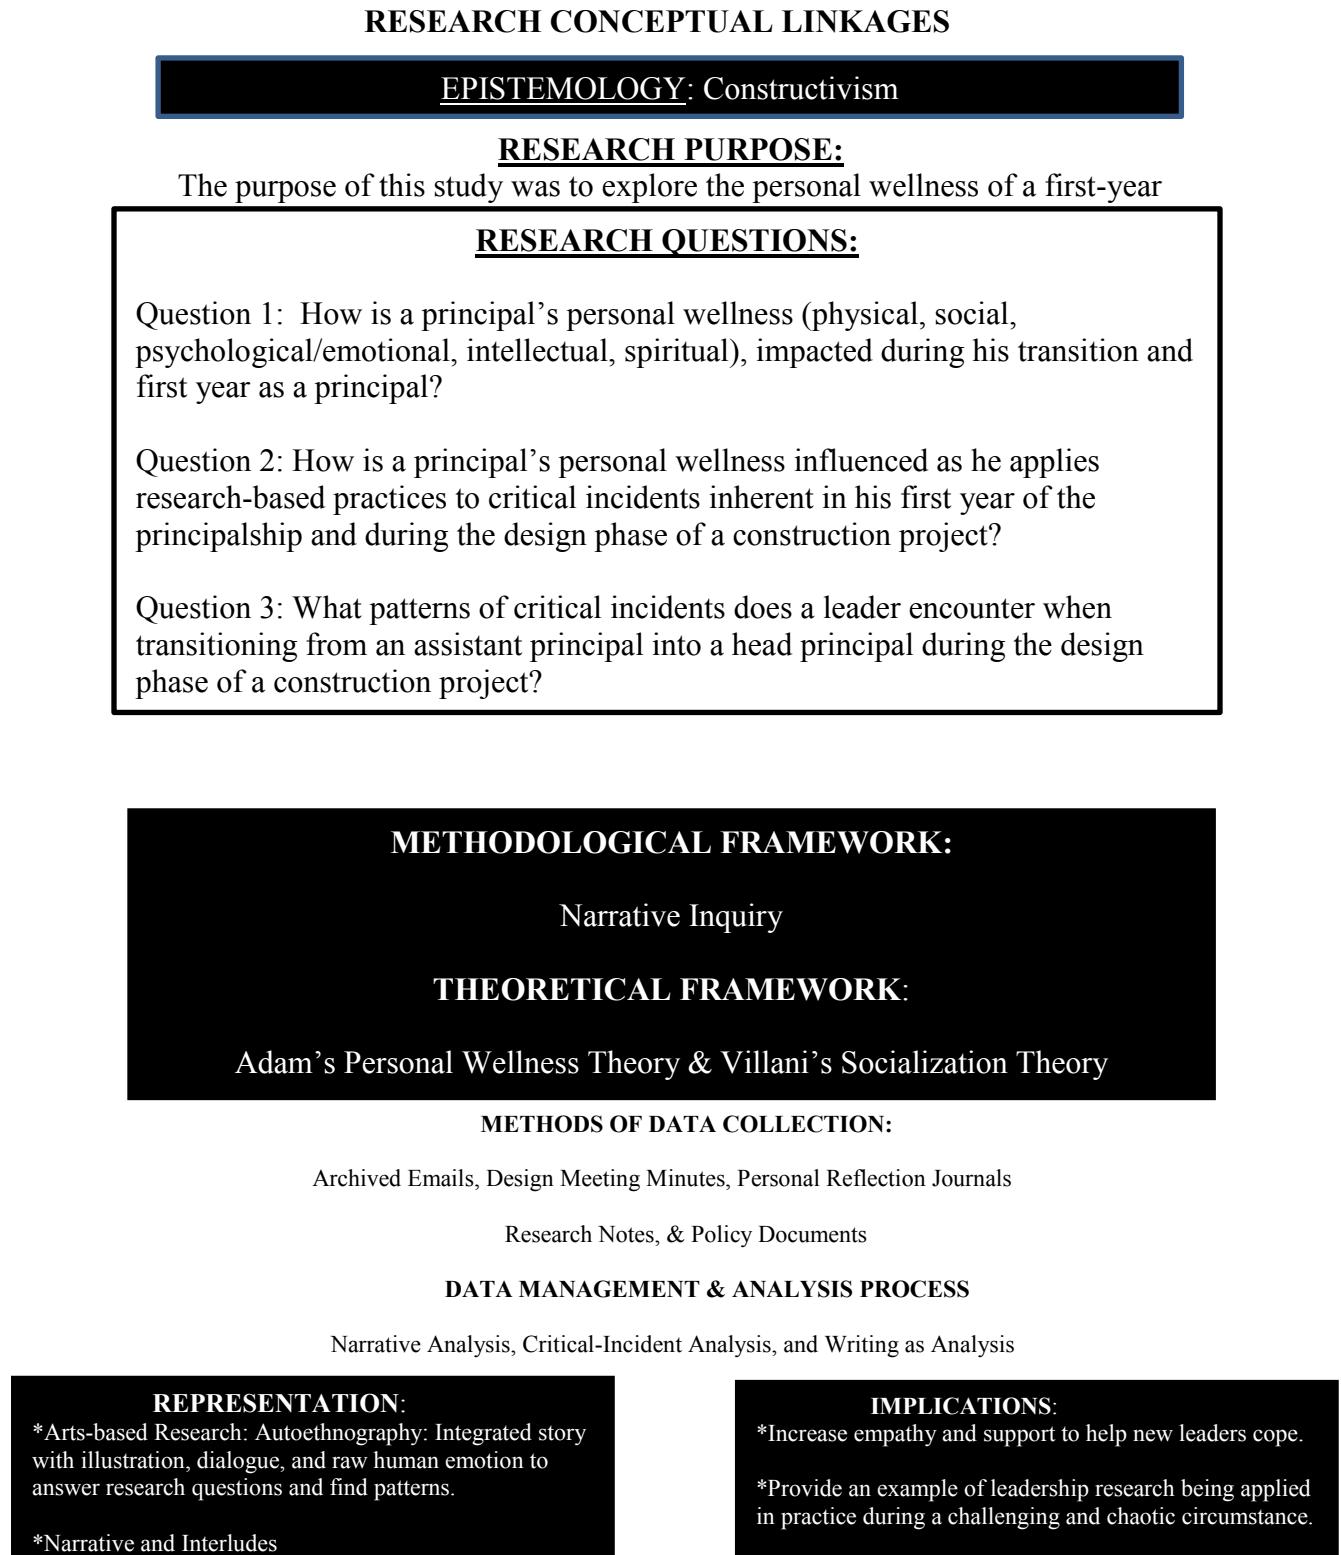 RESEARCH CONCEPTUAL LINKAGES
EPISTEMOLOGY: Constructivism
RESEARCH PURPOSE:
The purpose of this study was to explore the personal wellness of a first-year
RESEARCH QUESTIONS:
Question 1:  How is a principal’s personal wellness (physical, social,
psychological/emotional, intellectual, spiritual), impacted during his transition and
first year as a principal?
Question 2: How is a principal’s personal wellness influenced as he applies
research-based practices to critical incidents inherent in his first year of the
principalship and during the design phase of a construction project?
Question 3: What patterns of critical incidents does a leader encounter when
transitioning from an assistant principal into a head principal during the design
phase of a construction project?
METHODOLOGICAL FRAMEWORK:
Narrative Inquiry
THEORETICAL FRAMEWORK:
Adam’s Personal Wellness Theory & Villani’s Socialization Theory
METHODS OF DATA COLLECTION:
Archived Emails, Design Meeting Minutes, Personal Reflection Journals
Research Notes, & Policy Documents
DATA MANAGEMENT & ANALYSIS PROCESS
Narrative Analysis, Critical-Incident Analysis, and Writing as Analysis
REPRESENTATION:
*Arts-based Research: Autoethnography: Integrated story
with illustration, dialogue, and raw human emotion to
answer research questions and find patterns.
*Narrative and Interludes
IMPLICATIONS:
*Increase empathy and support to help new leaders cope.
*Provide an example of leadership research being applied
in practice during a challenging and chaotic circumstance.